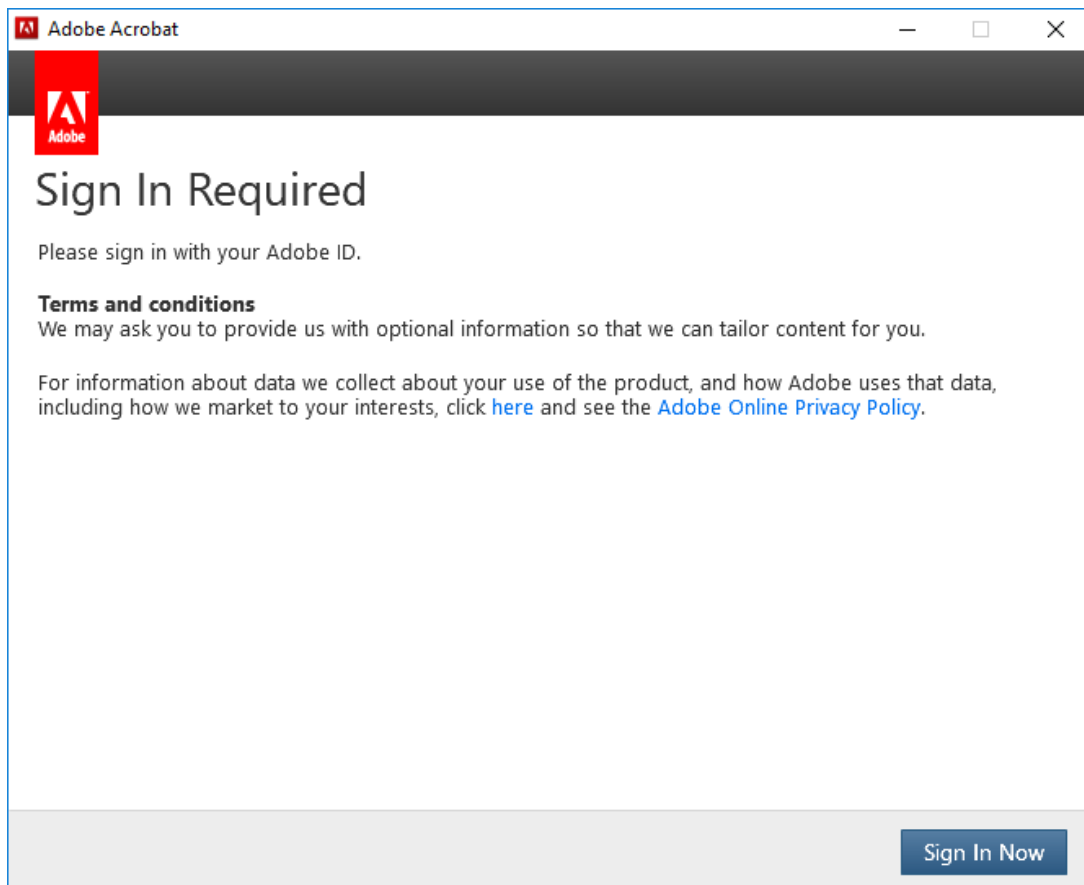 Adobe Acrobat
Adobe
Sign In Required
Please sign in with your Adobe ID.
Terms and conditions
We may ask you to provide us with optional information so that we can tailor content for you.
For information about data we collect about your use of the product, and how Adobe uses that data,
including how we market to your interests, click here and see the Adobe Online Privacy Policy.
Sign In Now